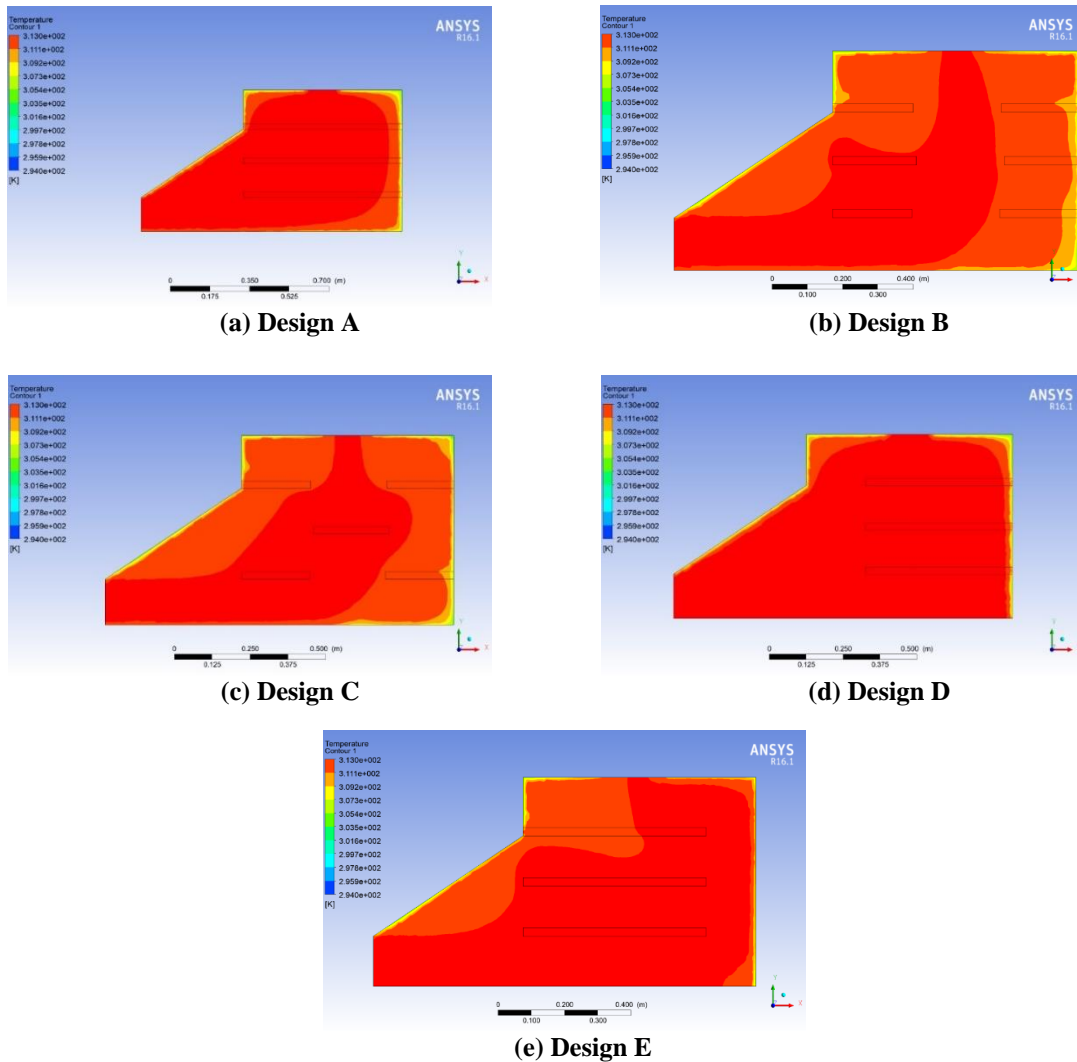 Temperature
Contour 1
3.130e+002
3.111e+002
3.092e+002
3.073e+002
3.054e+002
3.035e+002
3.016e+002
2.997e+002
2.978e+002
2.959e+002
2.940e+002
[K]
ANSYS
R16.1
0 0.350 0.700 (m)
0.175 0.525
Y
X
Z
(a) Design A
Temperature
Contour 1
3.130e+002
3.111e+002
3.092e+002
3.073e+002
3.054e+002
3.035e+002
3.016e+002
2.997e+002
2.978e+002
2.959e+002
2.940e+002
[K]
ANSYS
R16.1
0 0.200 0.400 (m)
0.100 0.300
(b) Design B
Temperature
Contour 1
3.130e+002
3.111e+002
3.092e+002
3.073e+002
3.054e+002
3.035e+002
3.016e+002
2.997e+002
2.978e+002
2.959e+002
2.940e+002
[K]
ANSYS
R16.1
0 0.250 0.500 (m)
0.125 0.375
Y
X
Z
(c) Design C
Temperature
Contour 1
3.130e+002
3.111e+002
3.092e+002
3.073e+002
3.054e+002
3.035e+002
3.016e+002
2.997e+002
2.978e+002
2.959e+002
2.940e+002
[K]
ANSYS
R16.1
0 0.250 0.500 (m)
0.125 0.375
Y
X
Z
(d) Design D
Temperature
Contour 1
3.130e+002
3.111e+002
3.092e+002
3.073e+002
3.054e+002
3.035e+002
3.016e+002
2.997e+002
2.978e+002
2.959e+002
2.940e+002
[K]
ANSYS
R16.1
0 0.200 0.400 (m)
0.100 0.300
Y
X
Z
(e) Design E